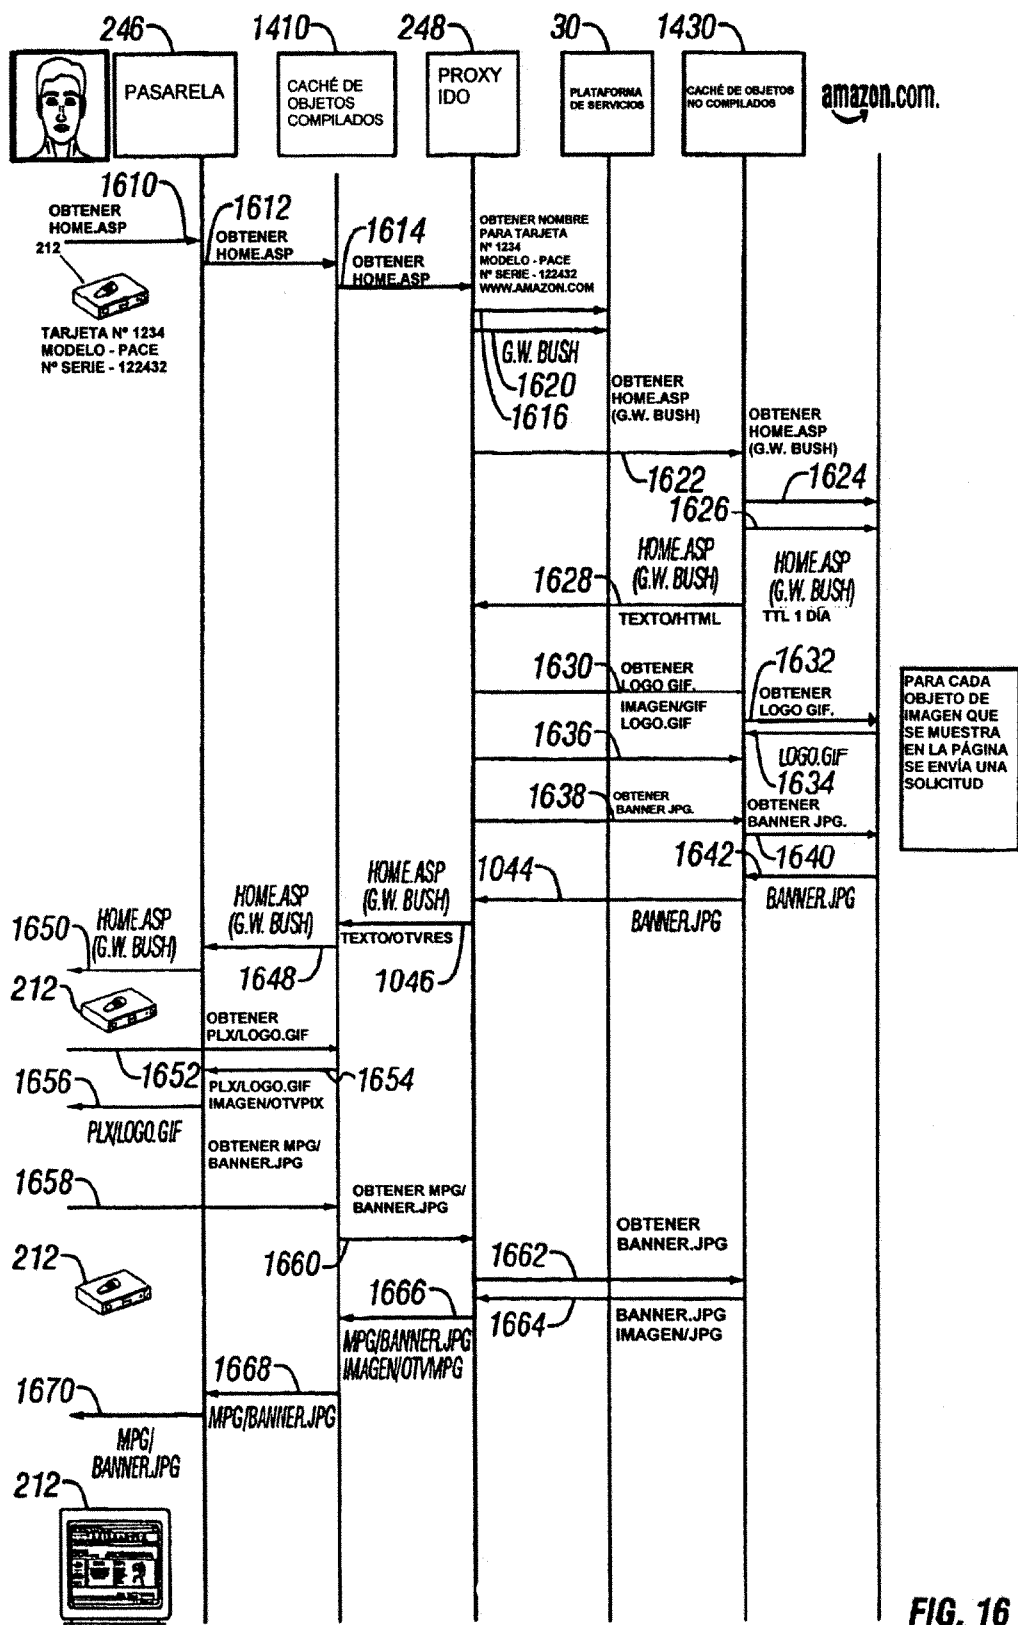 246
1410
248
30
1430
PASARELA
CACHÉ DE
OBJETOS
COMPILADOS
PROXY
IDO
PLATAFORMA
DE SERVICIOS
CACHÉ DE OBJETOS
NO COMPILADOS
amazon.com.
1610
OBTENER
HOME.ASP
212
TARJETA Nº 1234
MODELO - PACE
Nº SERIE - 122432
1612
OBTENER
HOME.ASP
1614
OBTENER
HOME.ASP
OBTENER NOMBRE
PARA TARJETA
Nº 1234
MODELO - PACE
Nº SERIE - 122432
WWW.AMAZON.COM
G.W. BUSH
1620
1616
OBTENER
HOME.ASP
(G.W. BUSH)
1622
OBTENER
HOME.ASP
(G.W. BUSH)
1624
1626
HOME.ASP
(G.W. BUSH)
1628
TEXTO/HTML
HOME.ASP
(G.W. BUSH)
TTL 1 DÍA
1630
OBTENER
LOGO GIF.
1632
OBTENER
LOGO GIF.
IMAGEN/GIF
LOGO.GIF
1636
LOGO.GIF
1634
PARA CADA
OBJETO DE
IMAGEN QUE
SE MUESTRA
EN LA PÁGINA
SE ENVÍA UNA
SOLICITUD
1638
OBTENER
BANNER JPG.
OBTENER
BANNER JPG.
1640
1642
BANNER.JPG
1044
BANNER.JPG
HOME.ASP
(G.W. BUSH)
TEXTO/OTVRES
1046
HOME.ASP
(G.W. BUSH)
1648
HOME.ASP
(G.W. BUSH)
1650
212
OBTENER
PLX/LOGO.GIF
1652
1654
PLX/LOGO.GIF
IMAGEN/OTVPIX
1656
PLX/LOGO.GIF
OBTENER MPG/
BANNER.JPG
1658
OBTENER MPG/
BANNER.JPG
1660
OBTENER
BANNER.JPG
1662
212
1664
BANNER.JPG
IMAGEN/JPG
1666
MPG/BANNER.JPG
IMAGEN/OTVMPG
1668
MPG/BANNER.JPG
1670
MPG/
BANNER.JPG
212
FIG. 16